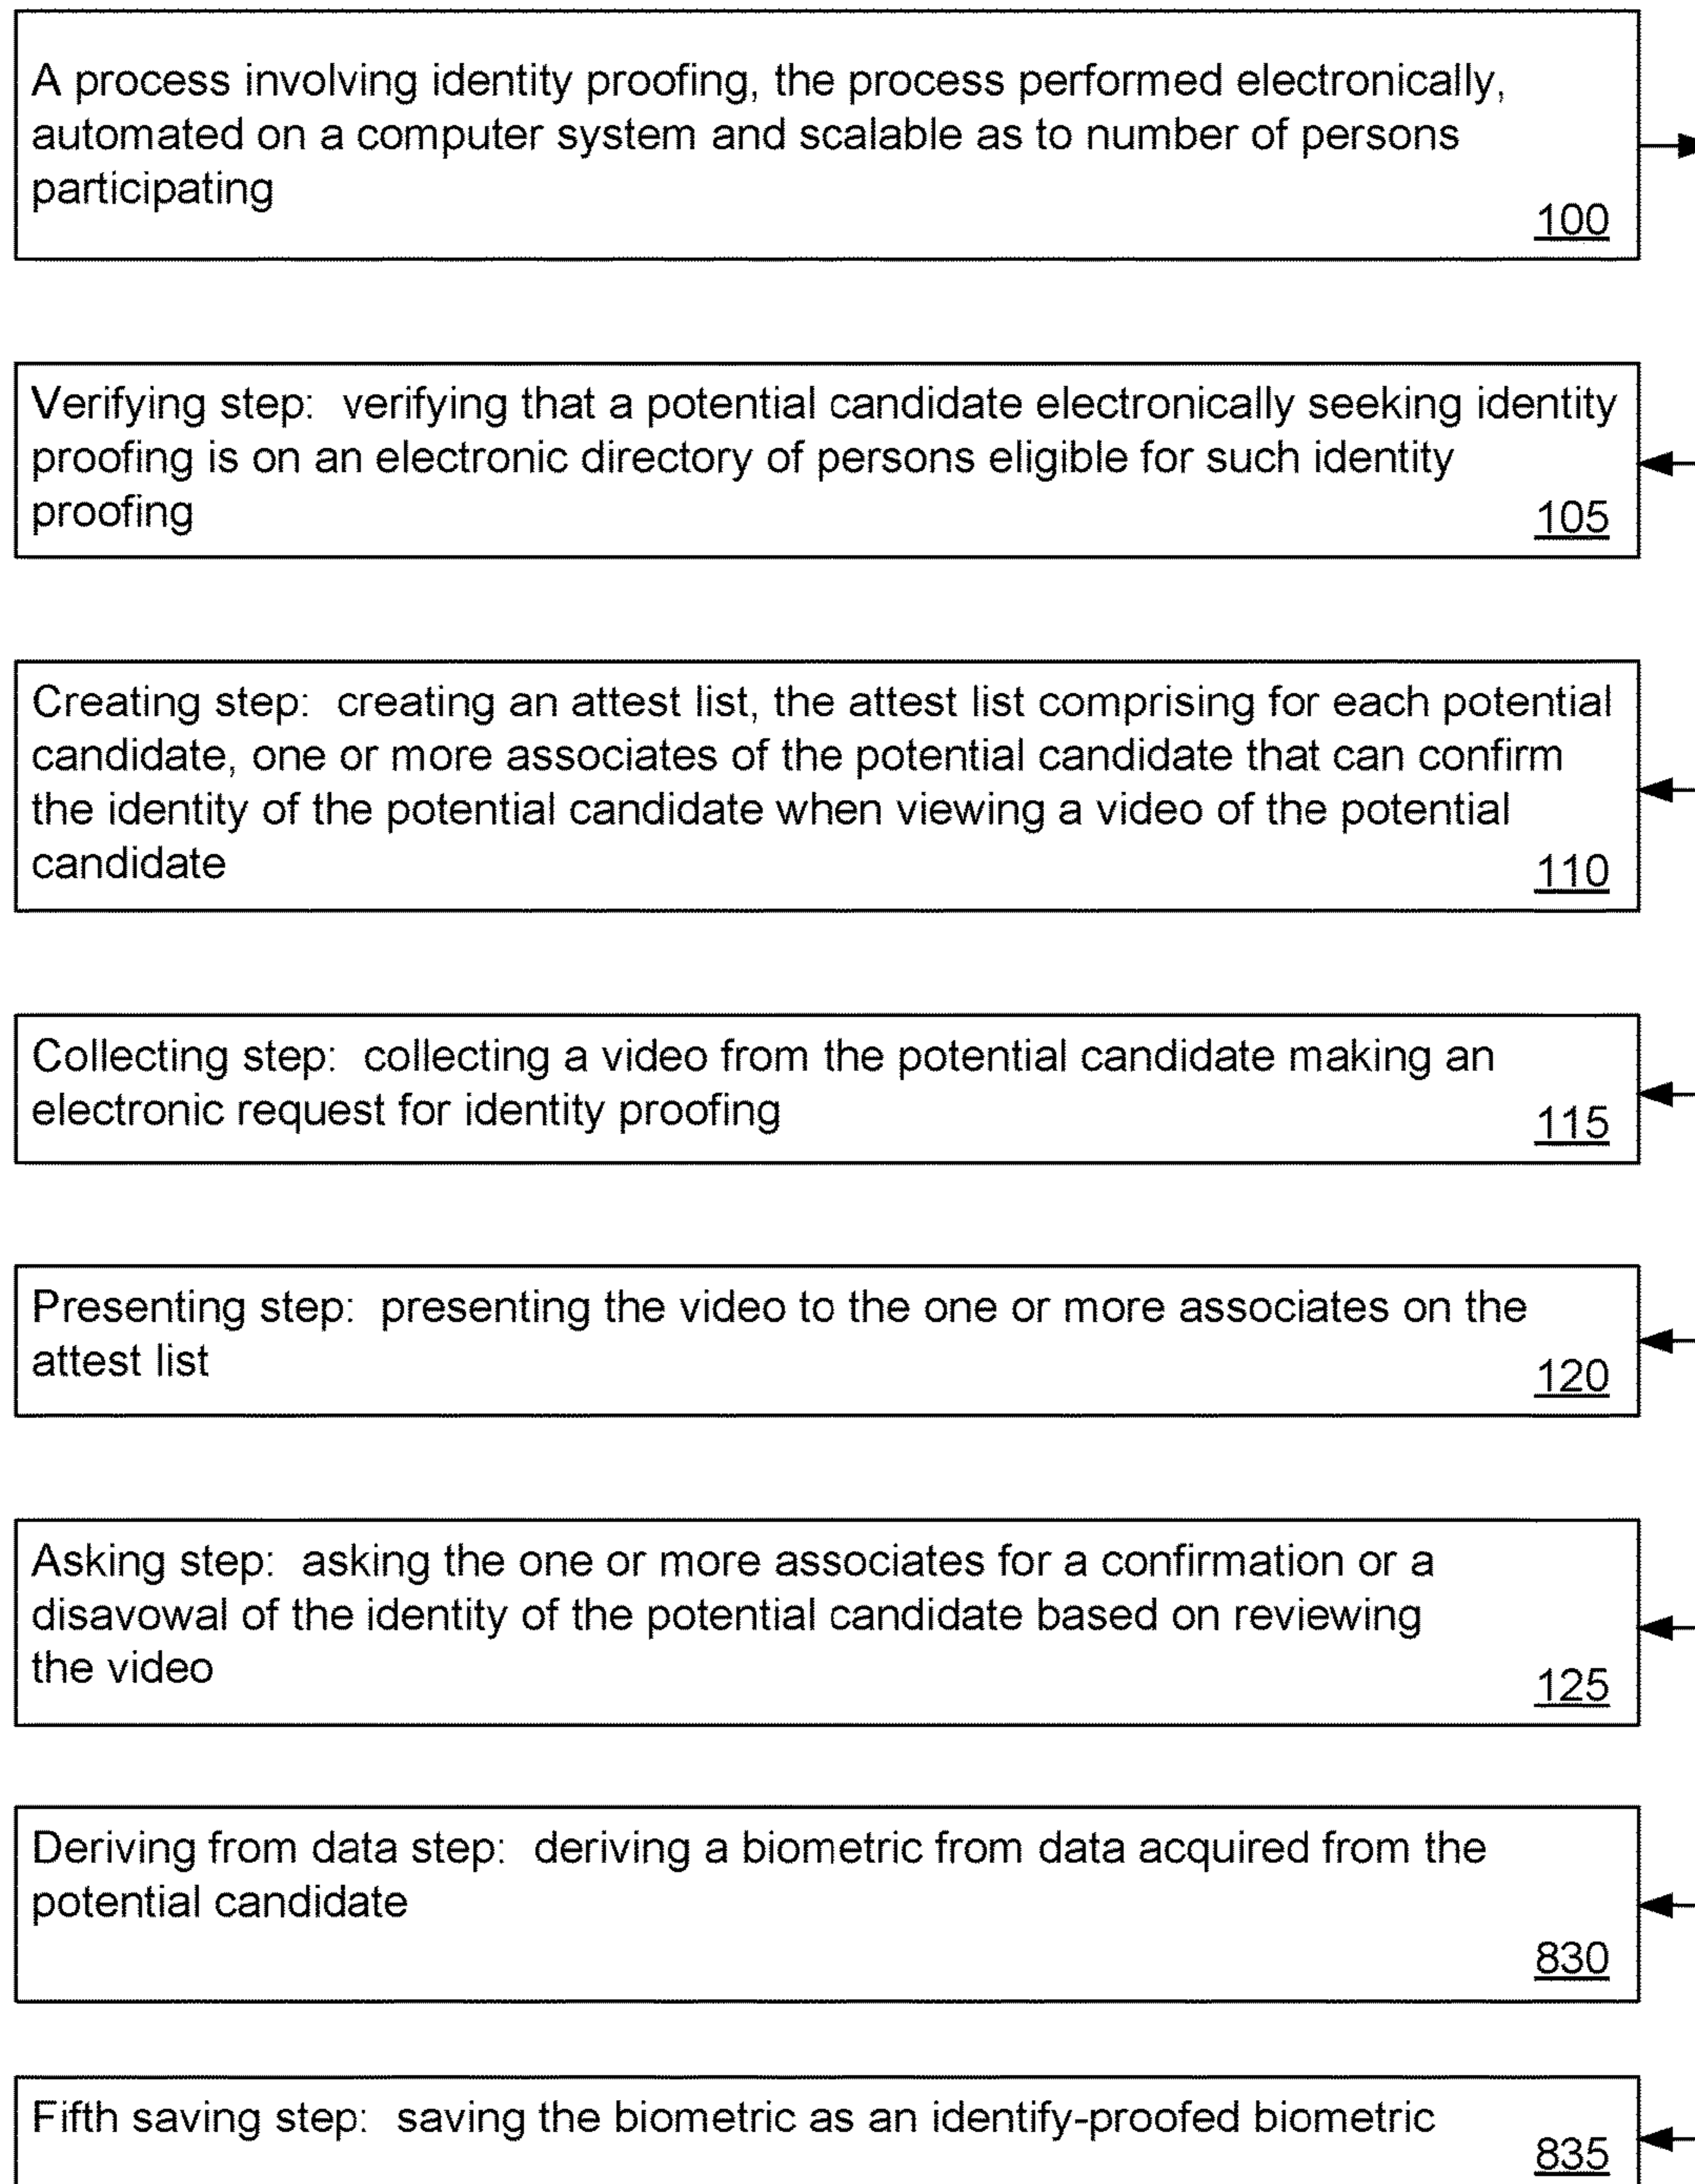 A process involving identity proofing, the process performed electronically,
automated on a computer system and scalable as to number of persons
participating
100
Verifying step: verifying that a potential candidate electronically seeking identity
proofing is on an electronic directory of persons eligible for such identity
proofing
105
Creating step: creating an attest list, the attest list comprising for each potential
candidate, one or more associates of the potential candidate that can confirm
the identity of the potential candidate when viewing a video of the potential
candidate
110
Collecting step: collecting a video from the potential candidate making an
electronic request for identity proofing
115
Presenting step: presenting the video to the one or more associates on the
attest list
120
Asking step: asking the one or more associates for a confirmation or a
disavowal of the identity of the potential candidate based on reviewing
the video
125
Deriving from data step: deriving a biometric from data acquired from the
potential candidate
830
Fifth saving step: saving the biometric as an identify-proofed biometric
835